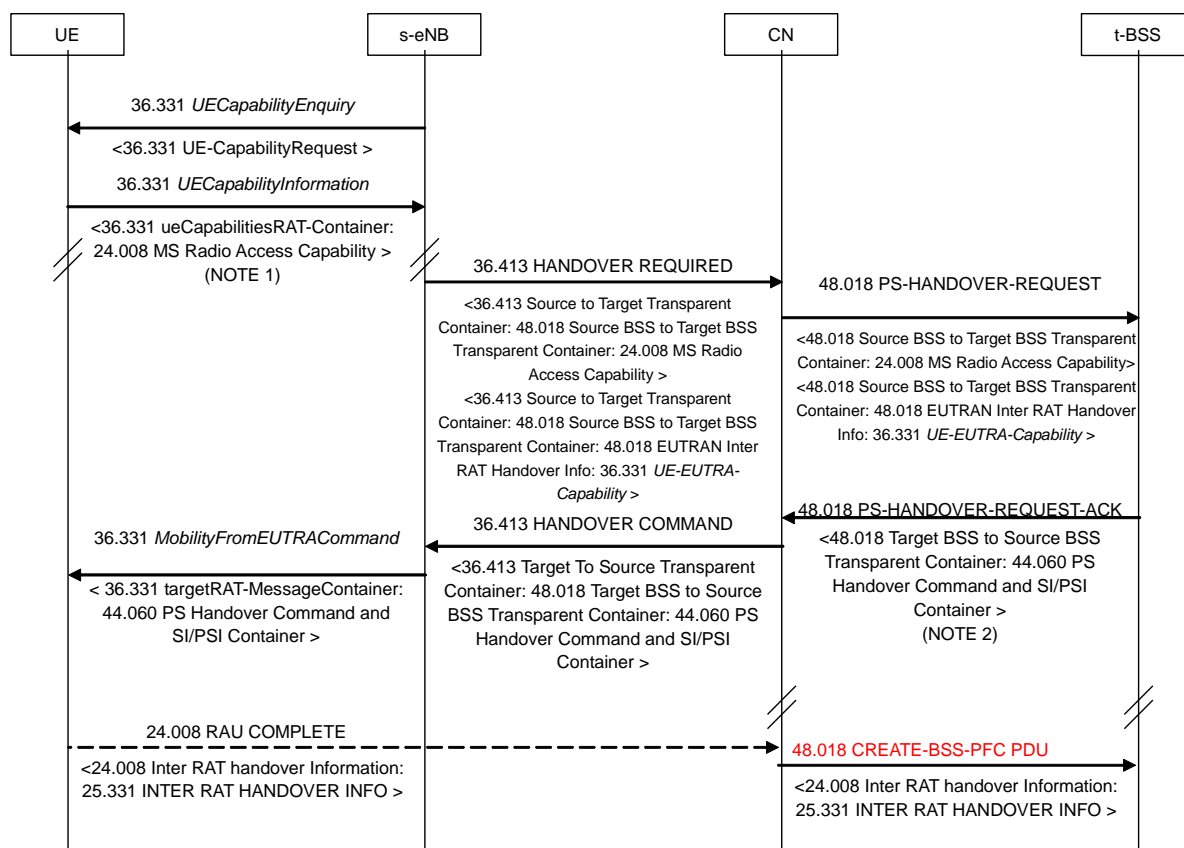 UE
s-eNB
CN
t-BSS
36.331 UECapabilityEnquiry
<36.331 UE-CapabilityRequest >
36.331 UECapabilityInformation
<36.331 ueCapabilitiesRAT-Container:
24.008 MS Radio Access Capability >
(NOTE 1)
36.413 HANDOVER REQUIRED
<36.413 Source to Target Transparent
Container: 48.018 Source BSS to Target BSS
Transparent Container: 24.008 MS Radio
Access Capability >
<36.413 Source to Target Transparent
Container: 48.018 Source BSS to Target BSS
Transparent Container: 48.018 EUTRAN Inter
RAT Handover Info: 36.331 UE-EUTRA-
Capability >
48.018 PS-HANDOVER-REQUEST
<48.018 Source BSS to Target BSS Transparent
Container: 24.008 MS Radio Access Capability>
<48.018 Source BSS to Target BSS Transparent
Container: 48.018 EUTRAN Inter RAT Handover
Info: 36.331 UE-EUTRA-Capability >
48.018 PS-HANDOVER-REQUEST-ACK
<48.018 Target BSS to Source BSS
Transparent Container: 44.060 PS
Handover Command and SI/PSI
Container >
(NOTE 2)
36.413 HANDOVER COMMAND
<36.413 Target To Source Transparent
Container: 48.018 Target BSS to Source
BSS Transparent Container: 44.060 PS
Handover Command and SI/PSI
Container >
36.331 MobilityFromEUTRACommand
< 36.331 targetRAT-MessageContainer:
44.060 PS Handover Command and
SI/PSI Container >
24.008 RAU COMPLETE
<24.008 Inter RAT handover Information:
25.331 INTER RAT HANDOVER INFO >
48.018 CREATE-BSS-PFC PDU
<24.008 Inter RAT handover Information:
25.331 INTER RAT HANDOVER INFO >